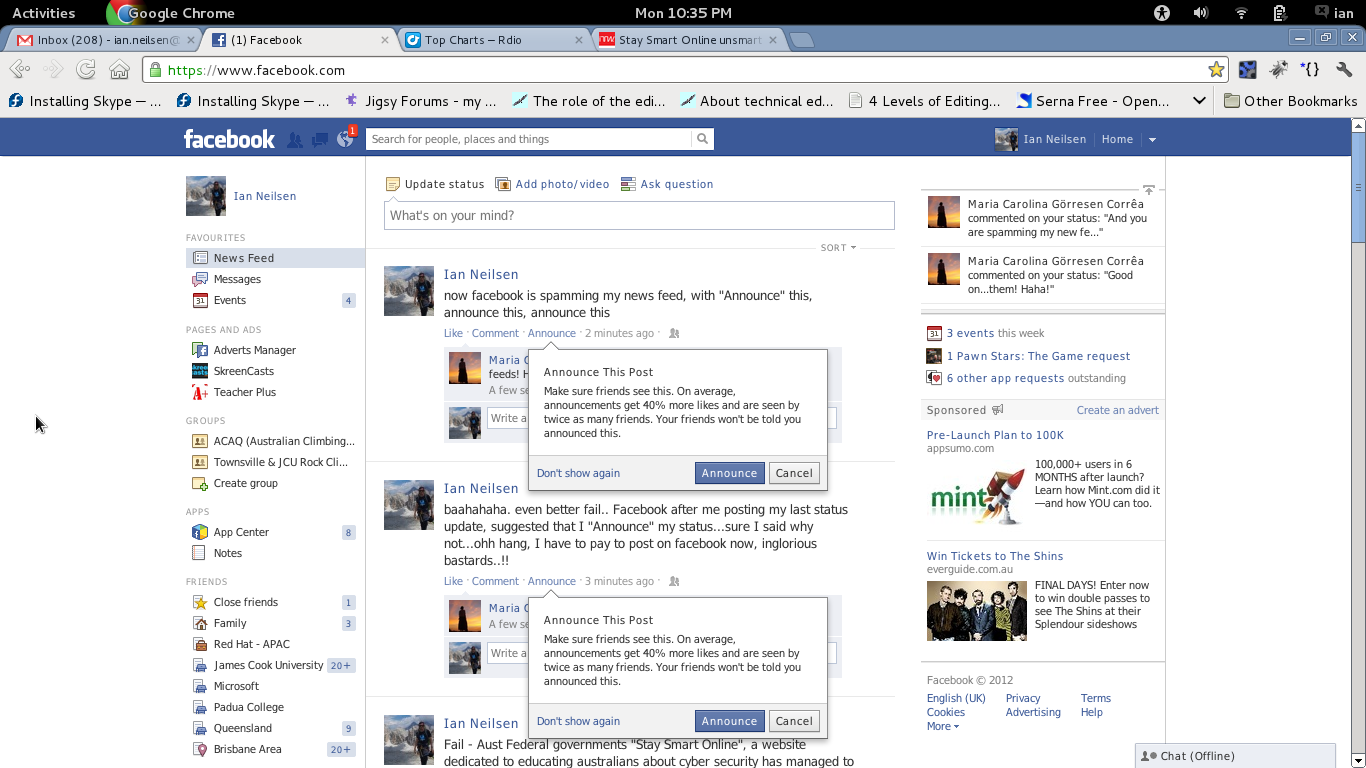 Activities
Google Chrome
Mon 10:35 PM
ian
Inbox (208) - ian.neilsen@
(1) Facebook
Top Charts – Rdio
Stay Smart Online unsmart
https://www.facebook.com
Installing Skype — ...
Installing Skype — ...
Jigsy Forums - my ...
The role of the edi...
About technical ed...
4 Levels of Editing...
Serna Free - Open...
Other Bookmarks
facebook
1
Search for people, places and things
Ian Neilsen
Home
Ian Neilsen
FAVOURITES
News Feed
Messages
Events 4
PAGES AND ADS
Adverts Manager
SkreenCasts
Teacher Plus
GROUPS
ACAQ (Australian Climbing...
Townsville & JCU Rock Cli...
Create group
APPS
App Center 8
Notes
FRIENDS
Close friends 1
Family 3
Red Hat - APAC
James Cook University 20+
Microsoft
Padua College
Queensland 9
Brisbane Area 20+
Update status
Add photo/video
Ask question
What's on your mind?
SORT
Ian Neilsen
now facebook is spamming my news feed, with "Announce" this,
announce this, announce this
Like · Comment · Announce · 2 minutes ago ·
Maria C
feeds! H
A few se
Write a
Announce This Post
Make sure friends see this. On average,
announcements get 40% more likes and are seen by
twice as many friends. Your friends won't be told you
announced this.
Don't show again
Announce
Cancel
Ian Neilsen
baahahaha. even better fail.. Facebook after me posting my last status
update, suggested that I "Announce" my status...sure I said why
not...ohh hang, I have to pay to post on facebook now, inglorious
bastards..!!
Like · Comment · Announce · 3 minutes ago ·
Maria C
A few se
Write a
Announce This Post
Make sure friends see this. On average,
announcements get 40% more likes and are seen by
twice as many friends. Your friends won't be told you
announced this.
Don't show again
Announce
Cancel
Ian Neilsen
Fail - Aust Federal governments "Stay Smart Online", a website
dedicated to educating australians about cyber security has managed to
Maria Carolina Görresen Corrêa
commented on your status: "And you
are spamming my new fe..."
Maria Carolina Görresen Corrêa
commented on your status: "Good
on...them! Haha!"
31 3 events this week
1 Pawn Stars: The Game request
6 other app requests outstanding
Sponsored
Create an advert
Pre-Launch Plan to 100K
appsumo.com
mint
100,000+ users in 6
MONTHS after launch?
Learn how Mint.com did it
—and how YOU can too.
Win Tickets to The Shins
everguide.com.au
FINAL DAYS! Enter now
to win double passes to
see The Shins at their
Splendour sideshows
Facebook © 2012
English (UK) Privacy Terms
Cookies Advertising Help
More
Chat (Offline)